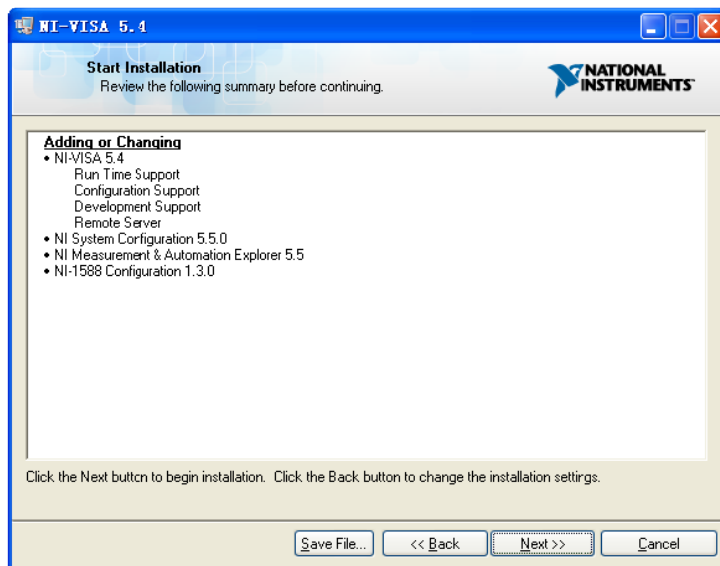 NI-VISA 5.4
Start Installation
Review the following summary before continuing.
NATIONAL
INSTRUMENTS
Adding or Changing
• NI-VISA 5.4
Run Time Support
Configuration Support
Development Support
Remote Server
• NI System Configuration 5.5.0
• NI Measurement & Automation Explorer 5.5
• NI-1588 Configuration 1.3.0
Click the Next button to begin installation. Click the Back button to change the installation settings.
Save File... << Back Next >> Cancel